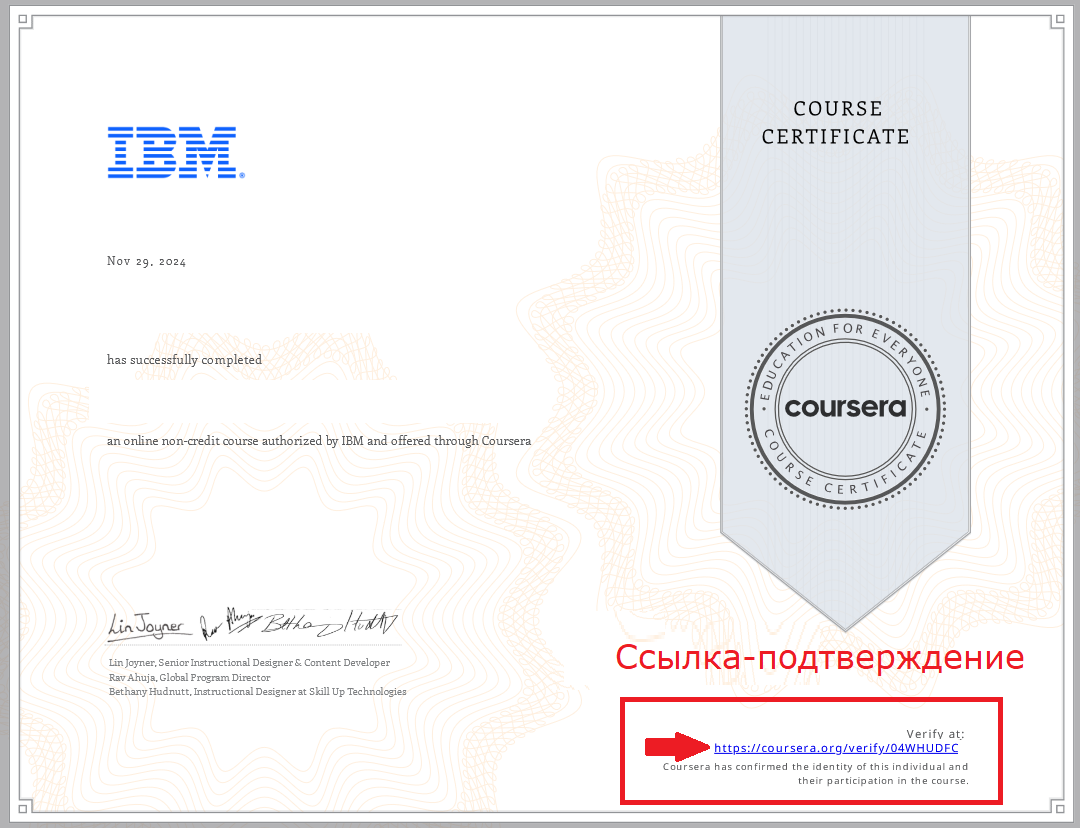 IBM®
COURSE
CERTIFICATE
Nov 29, 2024
has successfully completed
an online non-credit course authorized by IBM and offered through Coursera
EDUCATION FOR EVERYONE
coursera
COURSE CERTIFICATE
Lin Joyner
Lin Joyner, Senior Instructional Designer & Content Developer
Rav Ahuja, Global Program Director
Bethany Hudnutt, Instructional Designer at Skill Up Technologies
Ссылка-подтверждение
Verify at:
https://coursera.org/verify/04WHUDFC
Coursera has confirmed the identity of this individual and
their participation in the course.